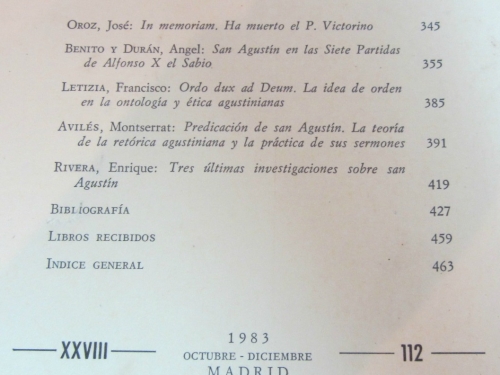 OROZ, José: In memoriam. Ha muerto el P. Victorino 345
BENITO Y DURÁN, Angel: San Agustín en las Siete Partidas
de Alfonso X el Sabio 355
LETIZIA, Francisco: Ordo dux ad Deum. La idea de orden
en la ontología y ética agustinianas 385
AVILÉS, Montserrat: Predicación de san Agustín. La teoría
de la retórica agustiniana y la práctica de sus sermones 391
RIVERA, Enrique: Tres últimas investigaciones sobre san
Agustín 419
BIBLIOGRAFÍA 427
LIBROS RECIBIDOS 459
INDICE GENERAL 463
1983
XXVIII OCTUBRE - DICIEMBRE 112
MADRID